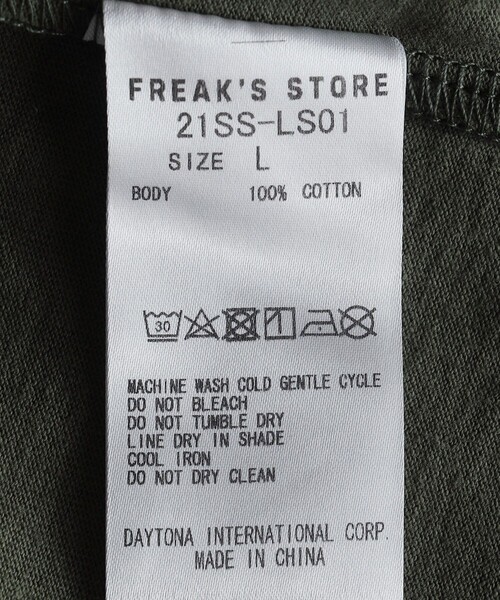 FREAK'S STORE
21SS-LS01
SIZE L
BODY 100% COTTON
30
MACHINE WASH COLD GENTLE CYCLE
DO NOT BLEACH
DO NOT TUMBLE DRY
LINE DRY IN SHADE
COOL IRON
DO NOT DRY CLEAN
DAYTONA INTERNATIONAL CORP.
MADE IN CHINA